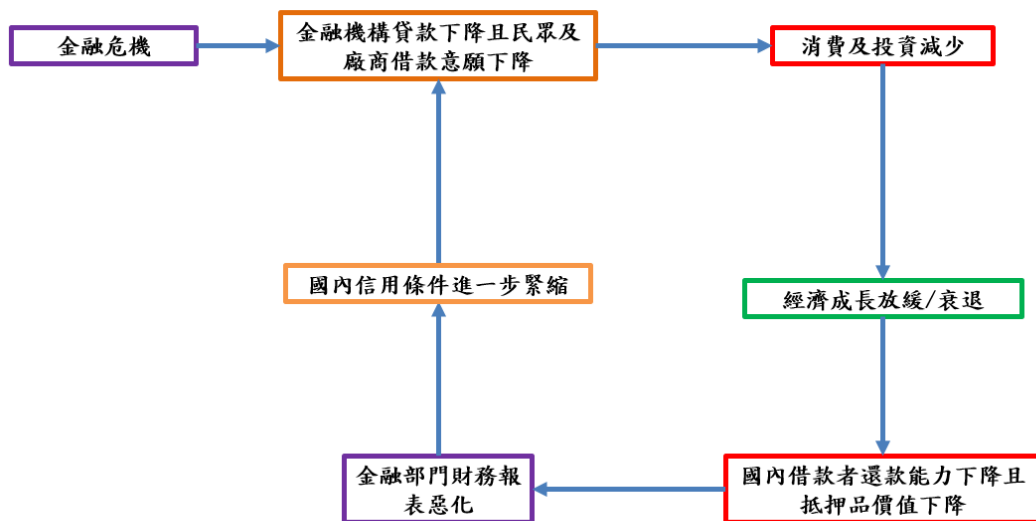 金融危機
金融機構貸款下降且民眾及
廠商借款意願下降
消費及投資減少
國內信用條件進一步緊縮
經濟成長放緩/衰退
金融部門財務報
表惡化
國內借款者還款能力下降且
抵押品價值下降